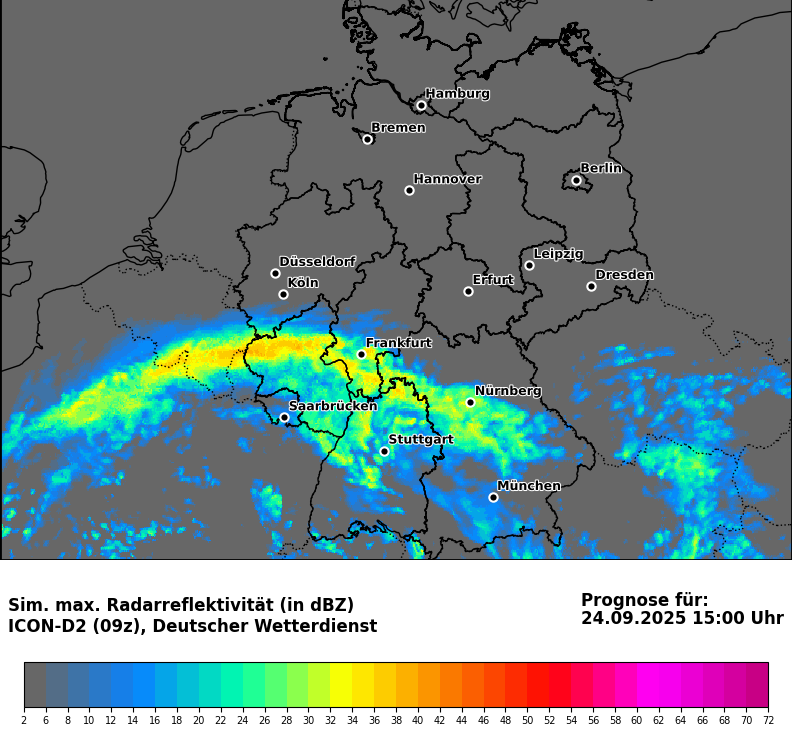 Hamburg
Bremen
Berlin
Hannover
Leipzig
Düsseldorf
Dresden
Köln
Erfurt
Frankfurt
Nürnberg
Saarbrücken
Stuttgart
München
Sim. max. Radarreflektivität (in dBZ)
ICON-D2 (09z), Deutscher Wetterdienst
Prognose für:
24.09.2025 15:00 Uhr
2 6 8 10 12 14 16 18 20 22 24 26 28 30 32 34 36 38 40 42 44 46 48 50 52 54 56 58 60 62 64 66 68 70 72